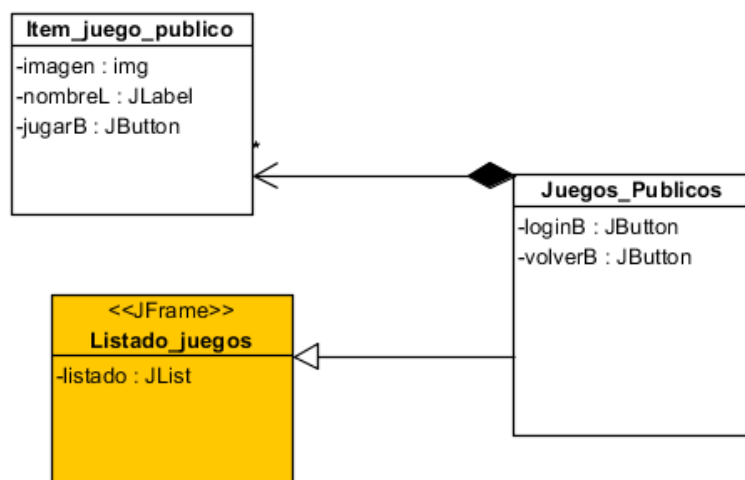 Item_juego_publico
-imagen : img
-nombreL : JLabel
-jugarB : JButton
*
Juegos_Publicos
-loginB : JButton
-volverB : JButton
<<JFrame>>
Listado_juegos
-listado : JList